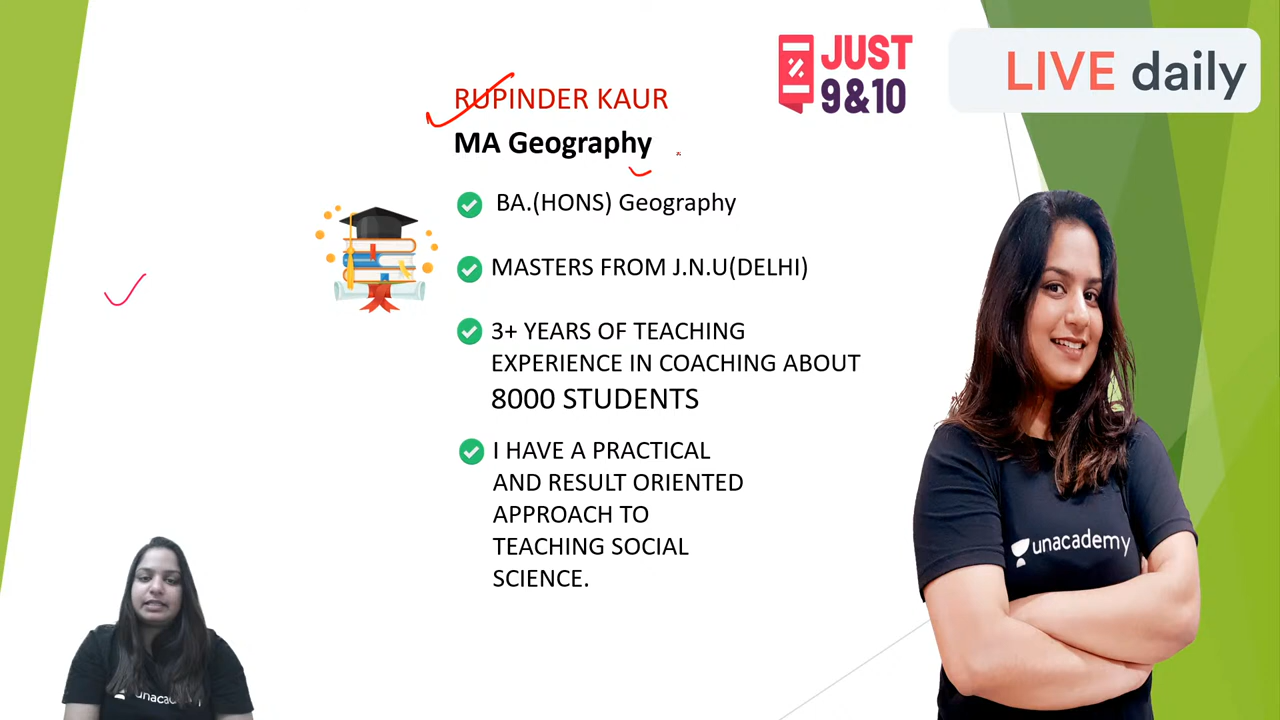 JUST
9&10
LIVE daily
RUPINDER KAUR
MA Geography
BA.(HONS) Geography
MASTERS FROM J.N.U(DELHI)
3+ YEARS OF TEACHING
EXPERIENCE IN COACHING ABOUT
8000 STUDENTS
I HAVE A PRACTICAL
AND RESULT ORIENTED
APPROACH TO
TEACHING SOCIAL
SCIENCE.
unacademy
unacademy